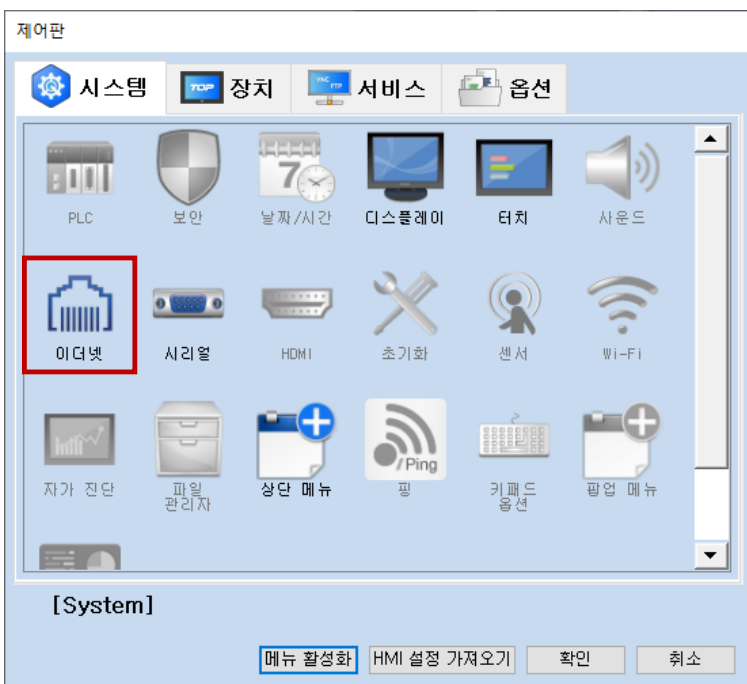 제어판
시스템 TOP 장치 VNC FTP 서비스 옵션
7
PLC 보안 날짜/시간 디스플레이 터치 사운드
이더넷 시리얼 HDMI 초기화 센서 Wi-Fi
/Ping
자가 진단 파일 관리자 상단 메뉴 핑 키패드 옵션 팝업 메뉴
[System]
메뉴 활성화 HMI 설정 가져오기 확인 취소